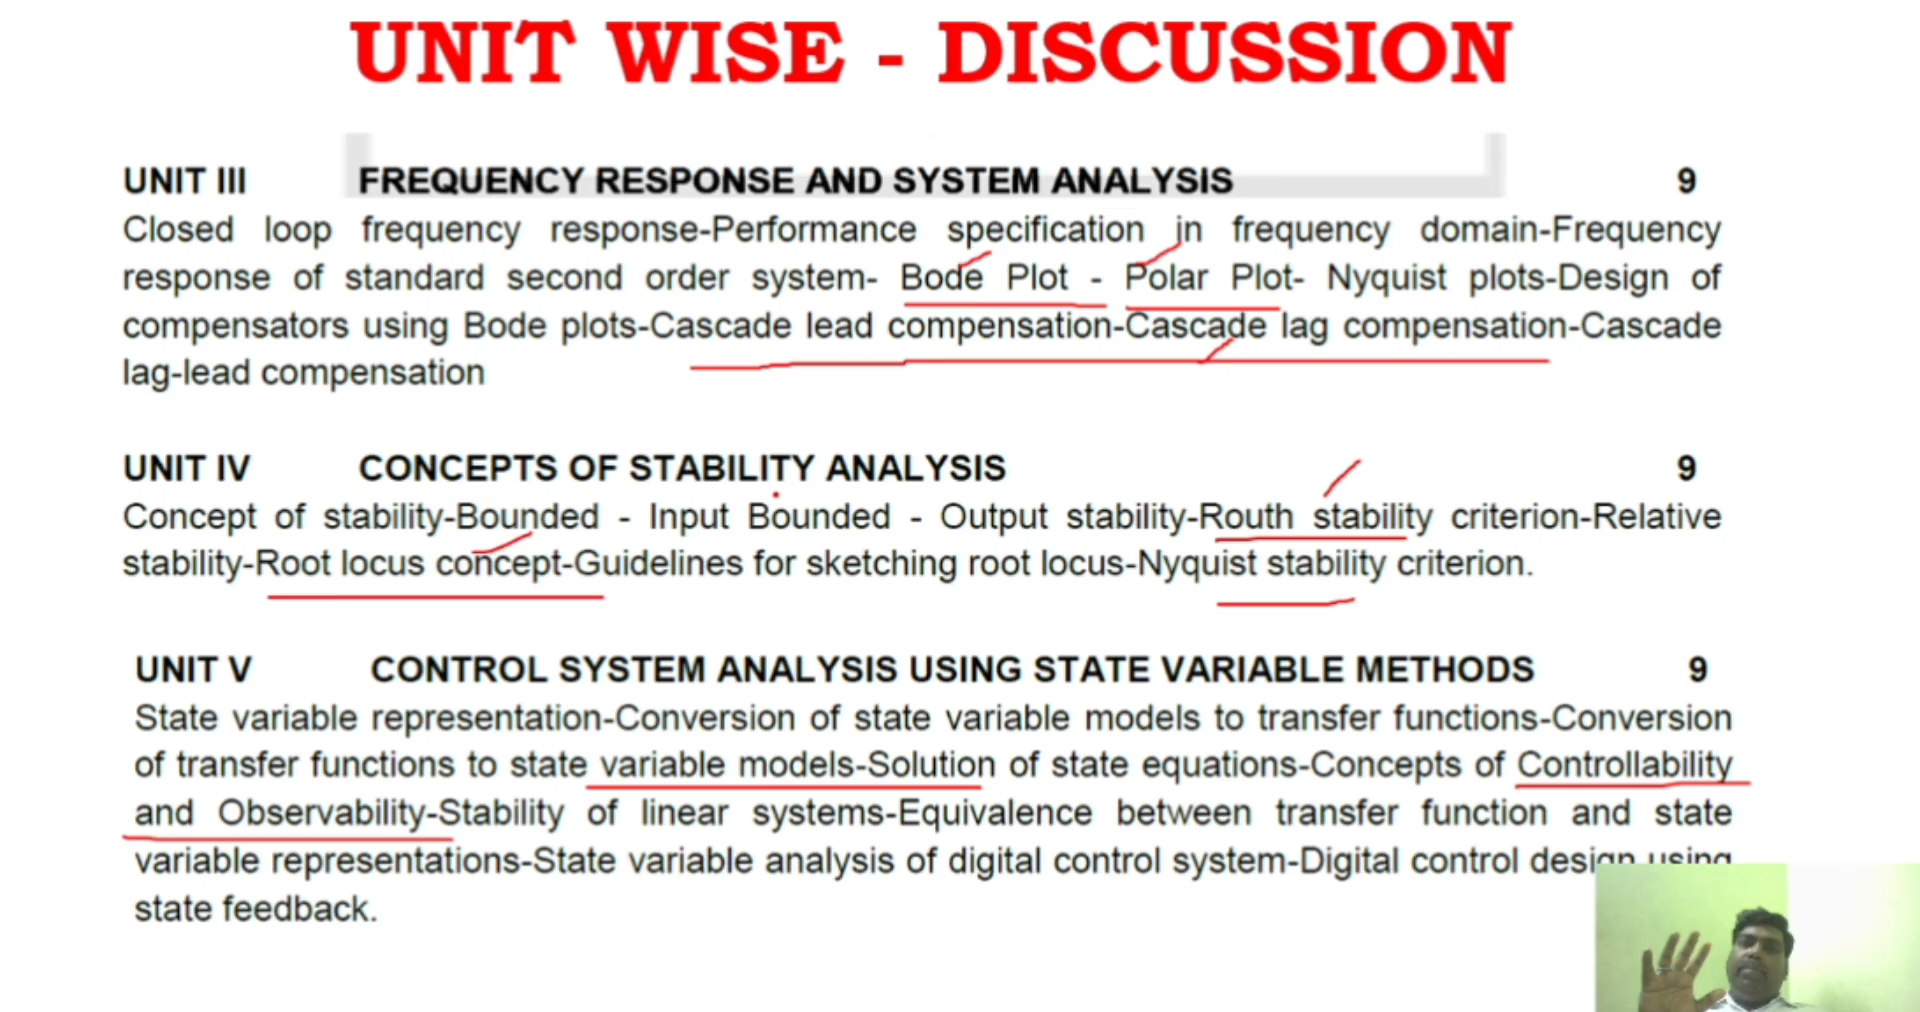 UNIT WISE - DISCUSSION
UNIT III FREQUENCY RESPONSE AND SYSTEM ANALYSIS 9
Closed loop frequency response-Performance specification in frequency domain-Frequency
response of standard second order system- Bode Plot - Polar Plot- Nyquist plots-Design of
compensators using Bode plots-Cascade lead compensation-Cascade lag compensation-Cascade
lag-lead compensation
UNIT IV CONCEPTS OF STABILITY ANALYSIS 9
Concept of stability-Bounded - Input Bounded - Output stability-Routh stability criterion-Relative
stability-Root locus concept-Guidelines for sketching root locus-Nyquist stability criterion.
UNIT V CONTROL SYSTEM ANALYSIS USING STATE VARIABLE METHODS 9
State variable representation-Conversion of state variable models to transfer functions-Conversion
of transfer functions to state variable models-Solution of state equations-Concepts of Controllability
and Observability-Stability of linear systems-Equivalence between transfer function and state
variable representations-State variable analysis of digital control system-Digital control design using
state feedback.